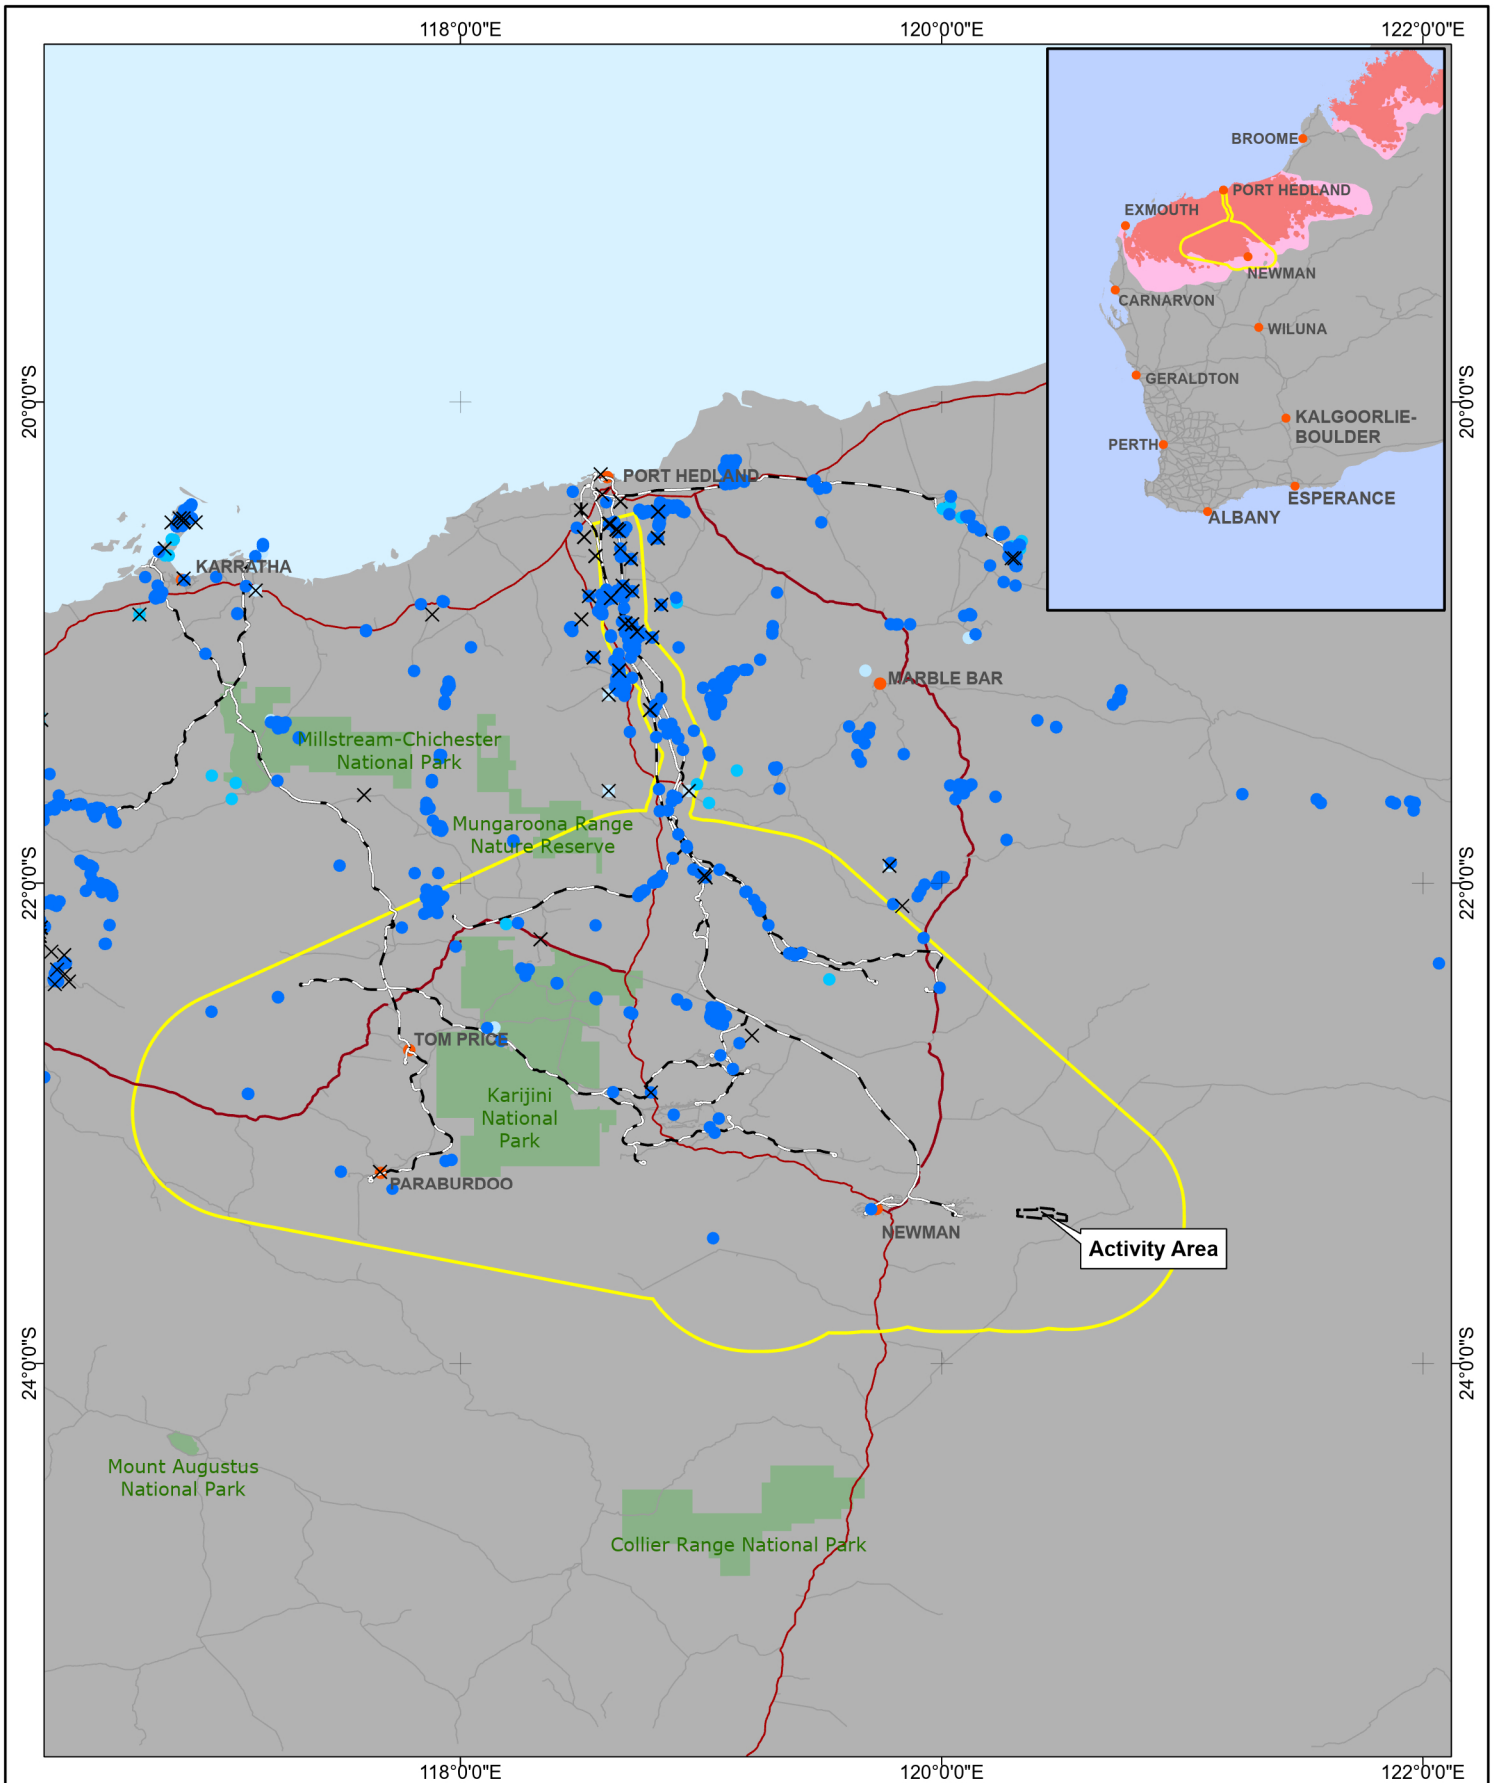 118°0'0"E
120°0'0"E
122°0'0"E
BROOME
PORT HEDLAND
EXMOUTH
NEWMAN
CARNARVON
WILUNA
GERALDTON
KALGOORLIE-
BOULDER
PERTH
ESPERANCE
ALBANY
20°0'0"S
20°0'0"S
PORT HEDLAND
KARRATHA
MARBLE BAR
Millstream-Chichester
National Park
Mungaroona Range
Nature Reserve
22°0'0"S
22°0'0"S
TOM PRICE
Karijini
National
Park
PARABURDOO
NEWMAN
Activity Area
24°0'0"S
24°0'0"S
Mount Augustus
National Park
Collier Range National Park
118°0'0"E
120°0'0"E
122°0'0"E